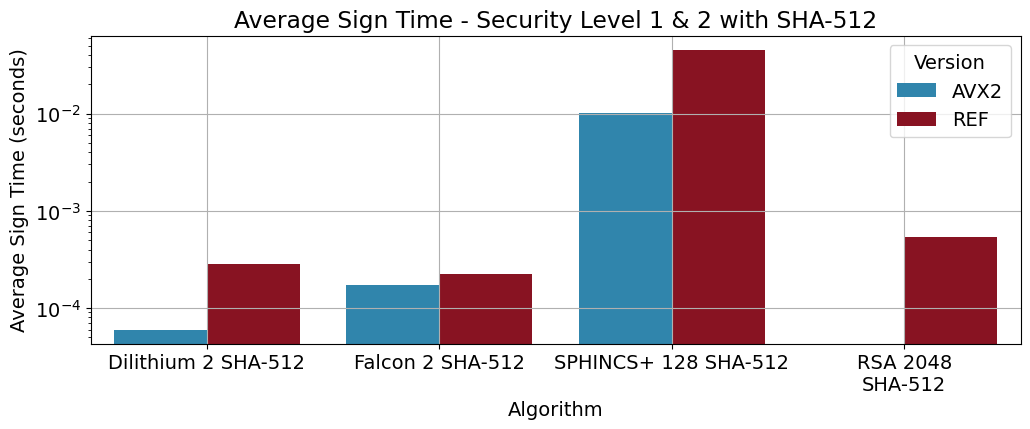 Average Sign Time - Security Level 1 & 2 with SHA-512
Average Sign Time (seconds)
10⁻²
10⁻³
10⁻⁴
Version
AVX2
REF
Dilithium 2 SHA-512
Falcon 2 SHA-512
SPHINCS+ 128 SHA-512
RSA 2048
SHA-512
Algorithm